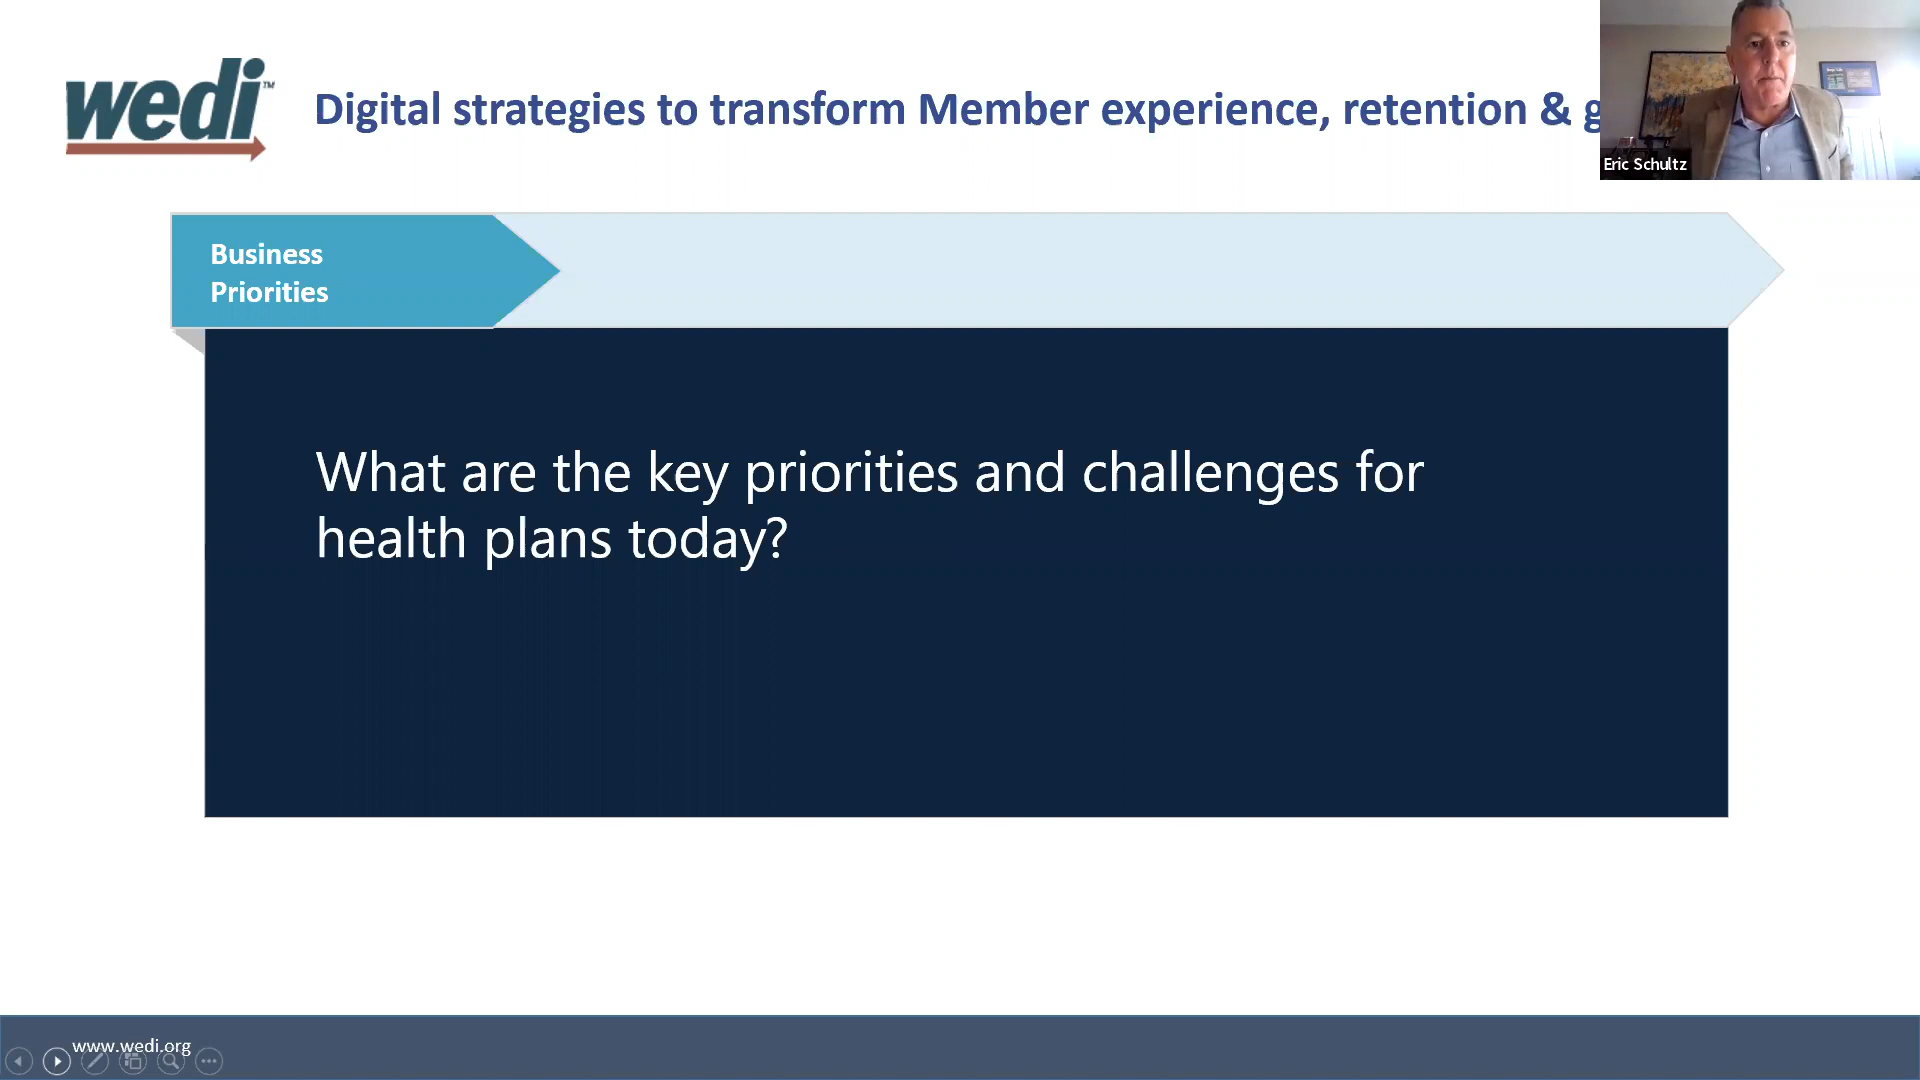 wedi™
Digital strategies to transform Member experience, retention & g
Eric Schultz
Business
Priorities
What are the key priorities and challenges for
health plans today?
www.wedi.org